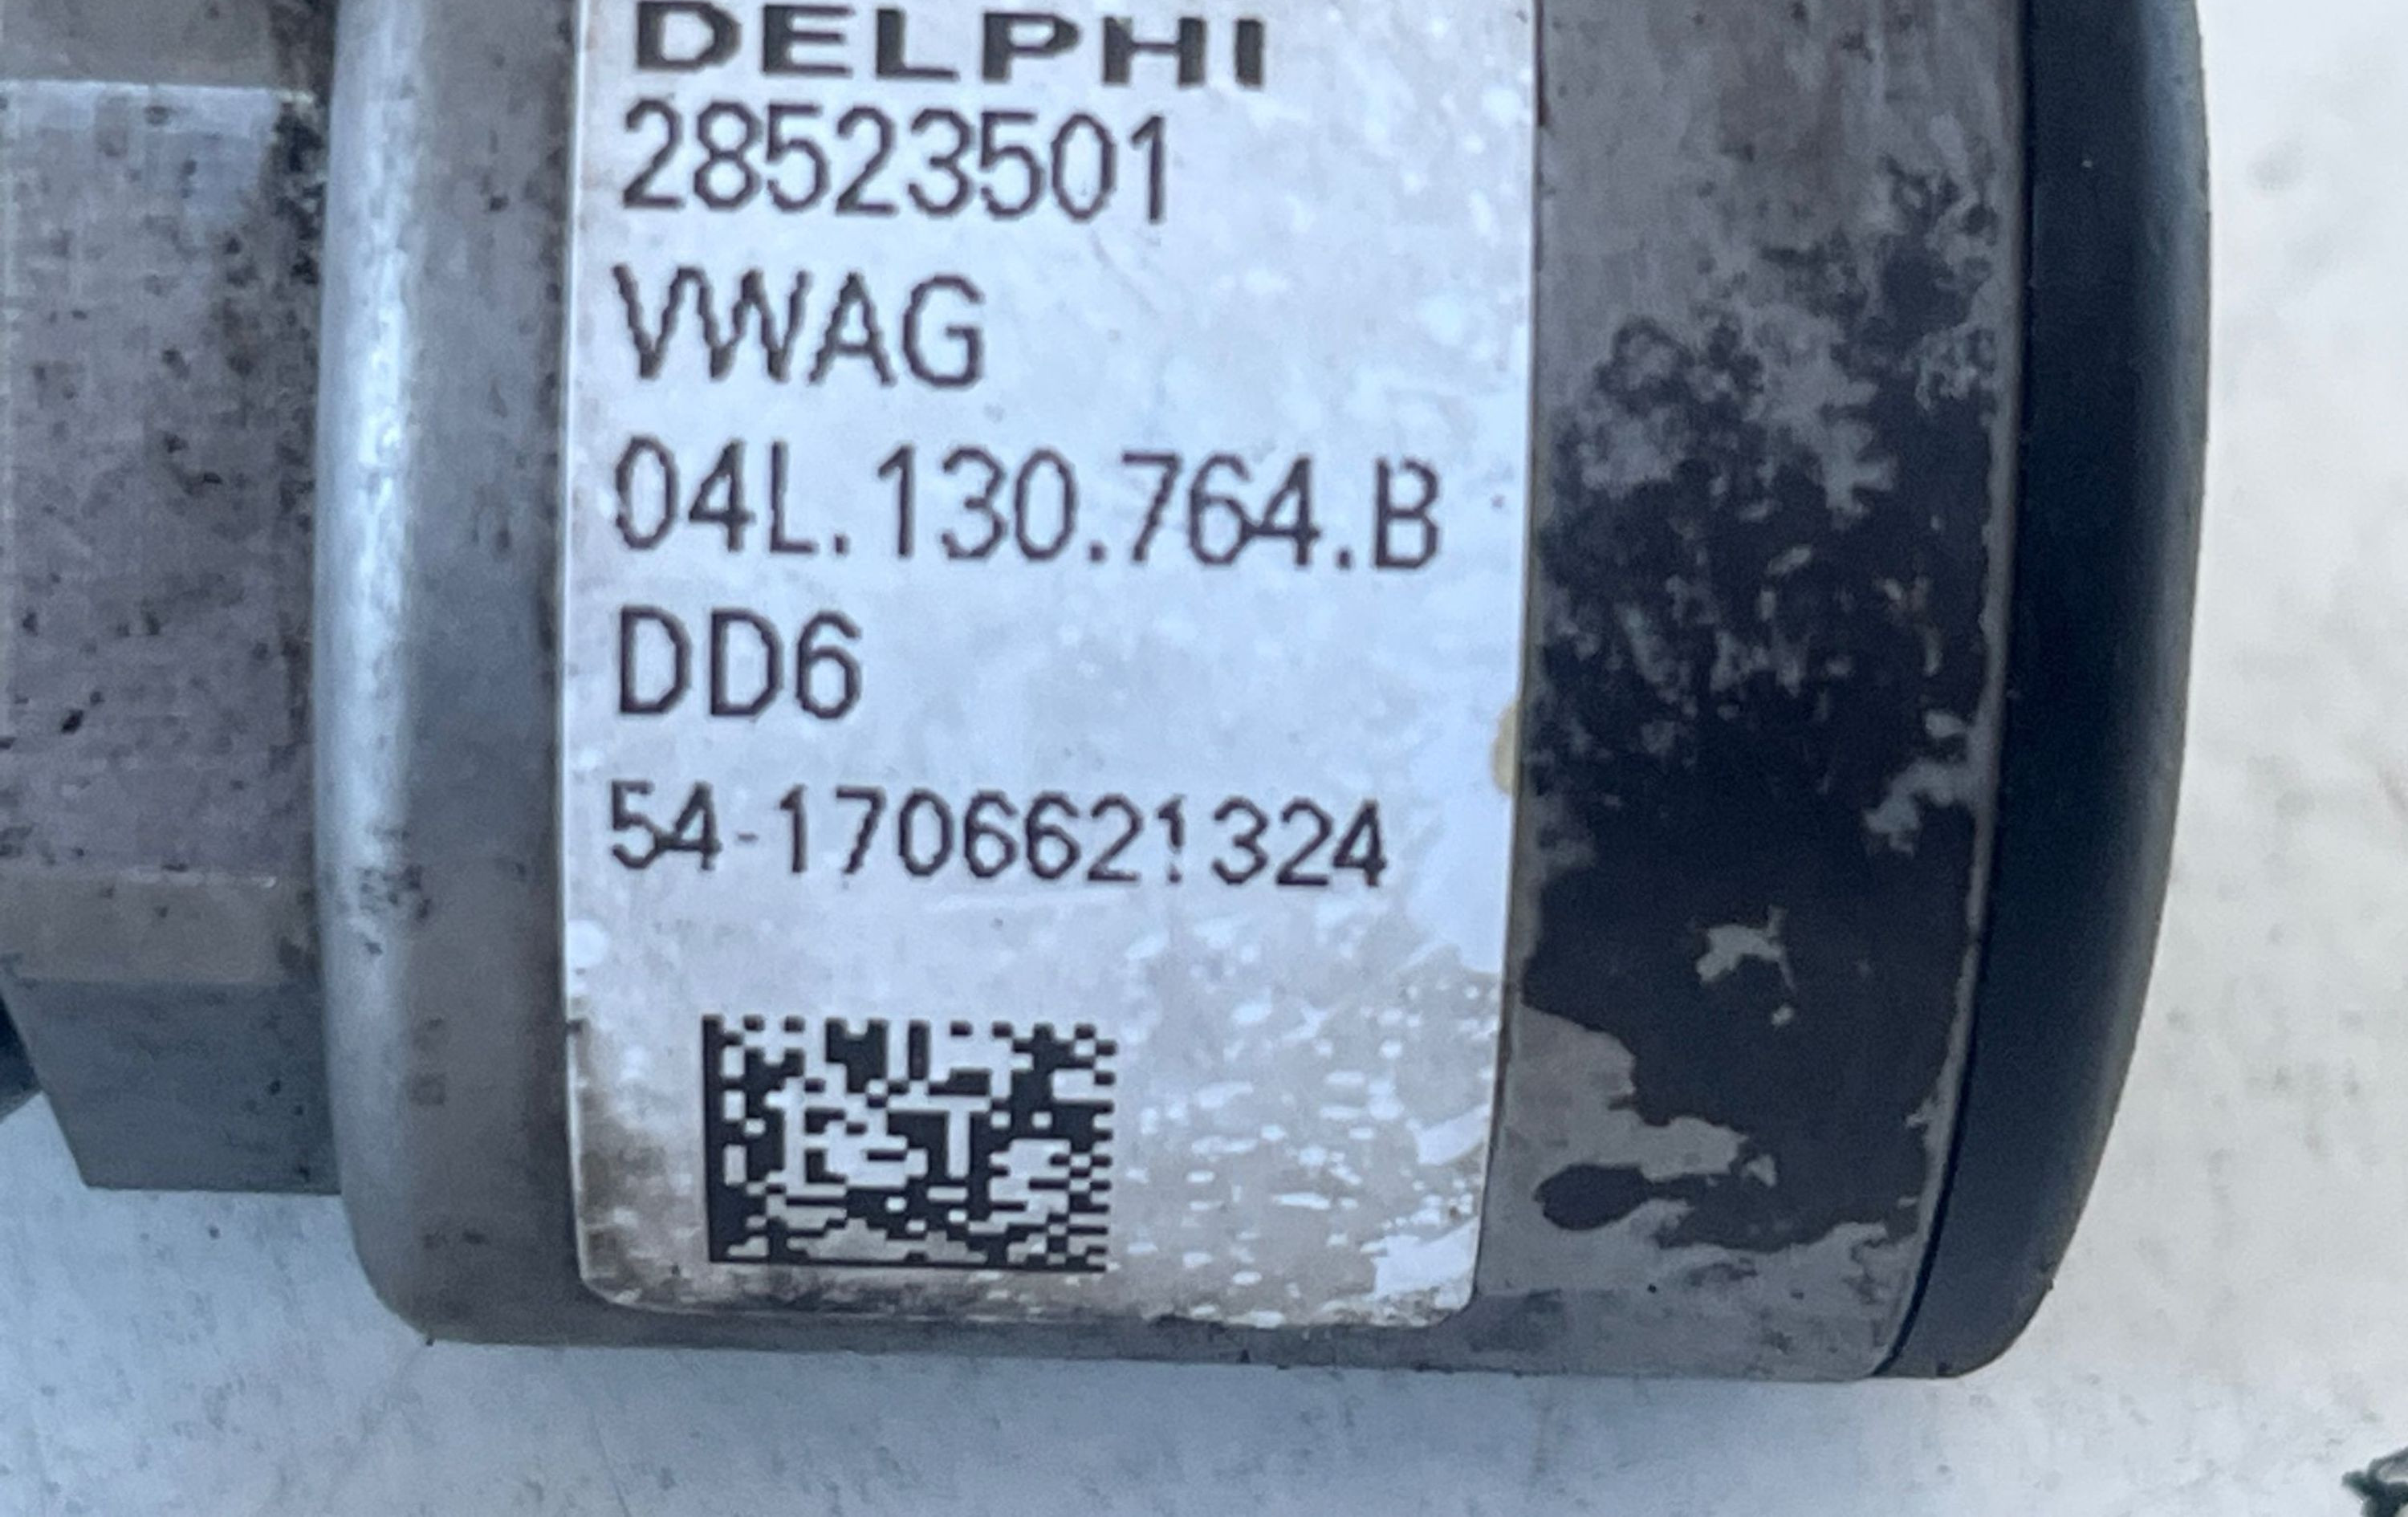 DELPHI
28523501
VWAG
04L.130.764.B
DD6
54-1706621324